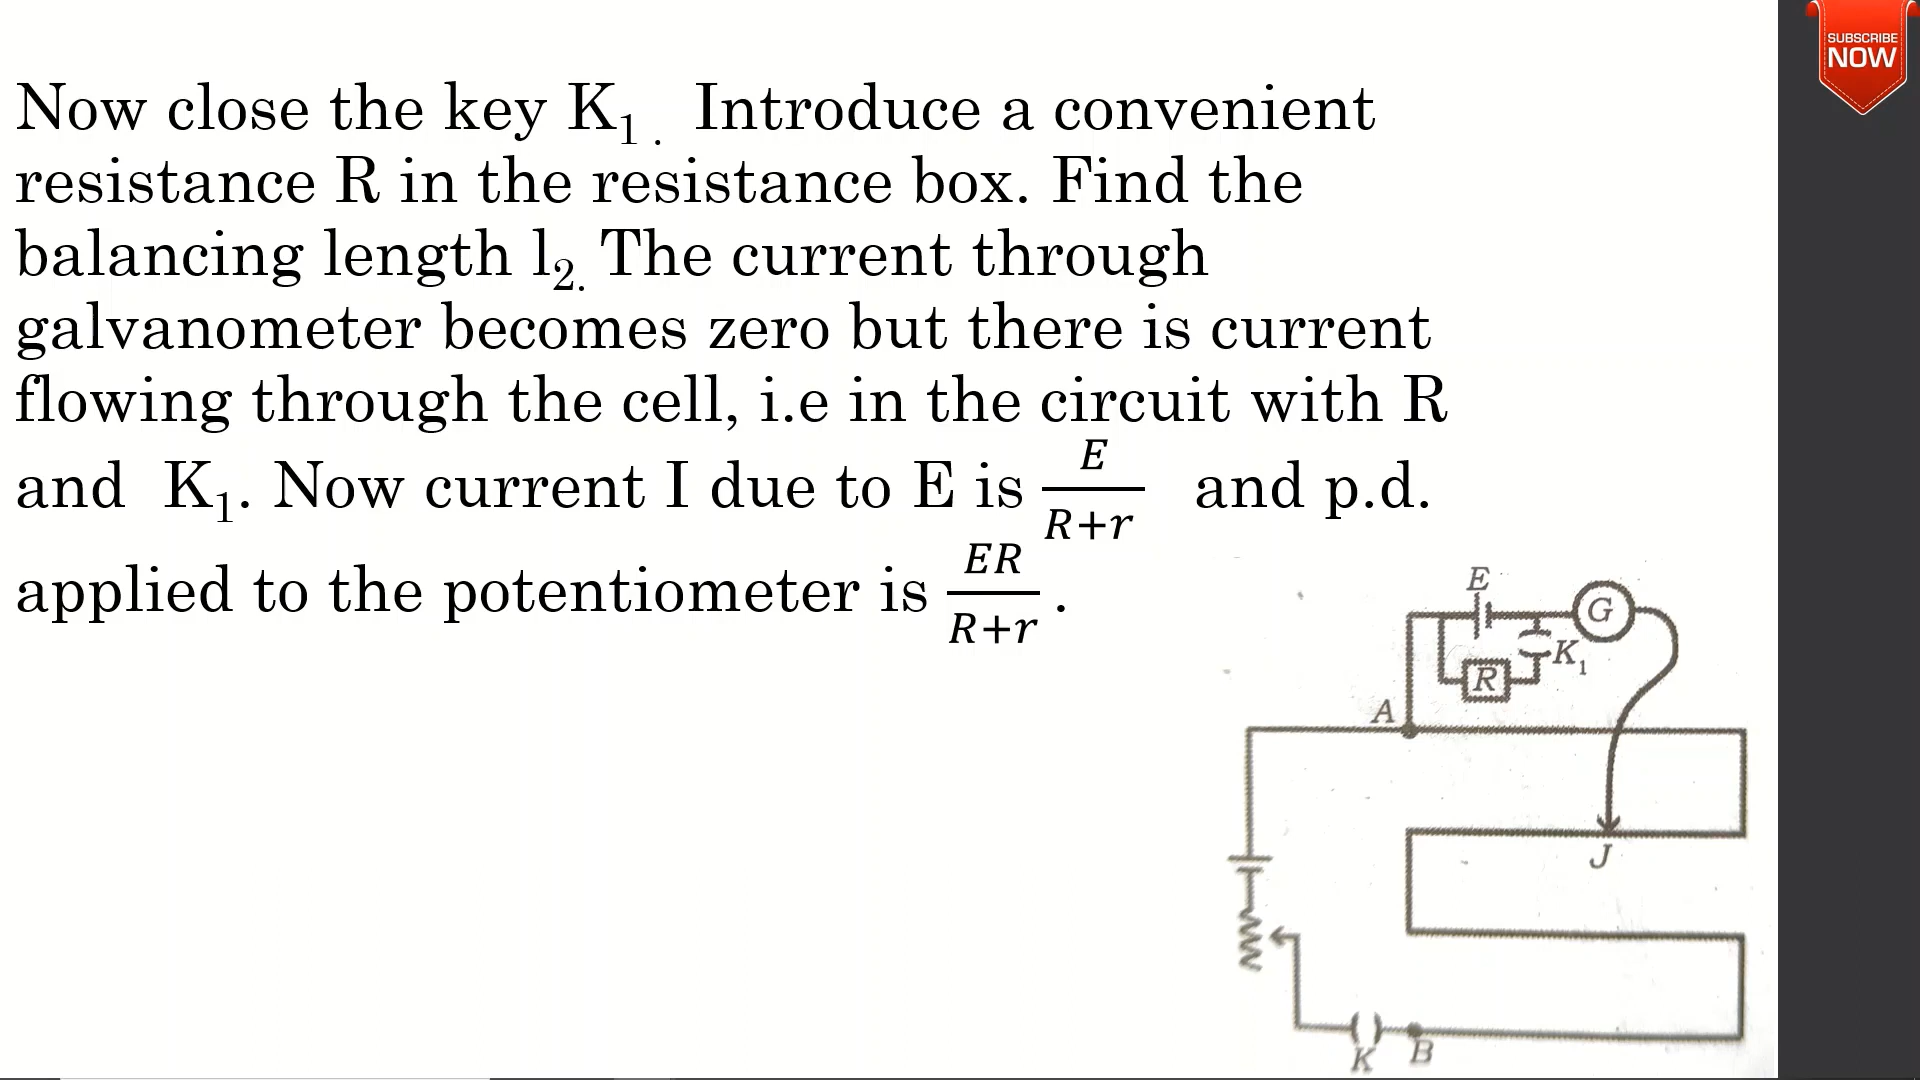 SUBSCRIBE
NOW
Now close the key K₁. Introduce a convenient
resistance R in the resistance box. Find the
balancing length l₂. The current through
galvanometer becomes zero but there is current
flowing through the cell, i.e in the circuit with R
and K₁. Now current I due to E is E/R+r and p.d.
applied to the potentiometer is ER/R+r .
E
G
K₁
R
A
J
K
B